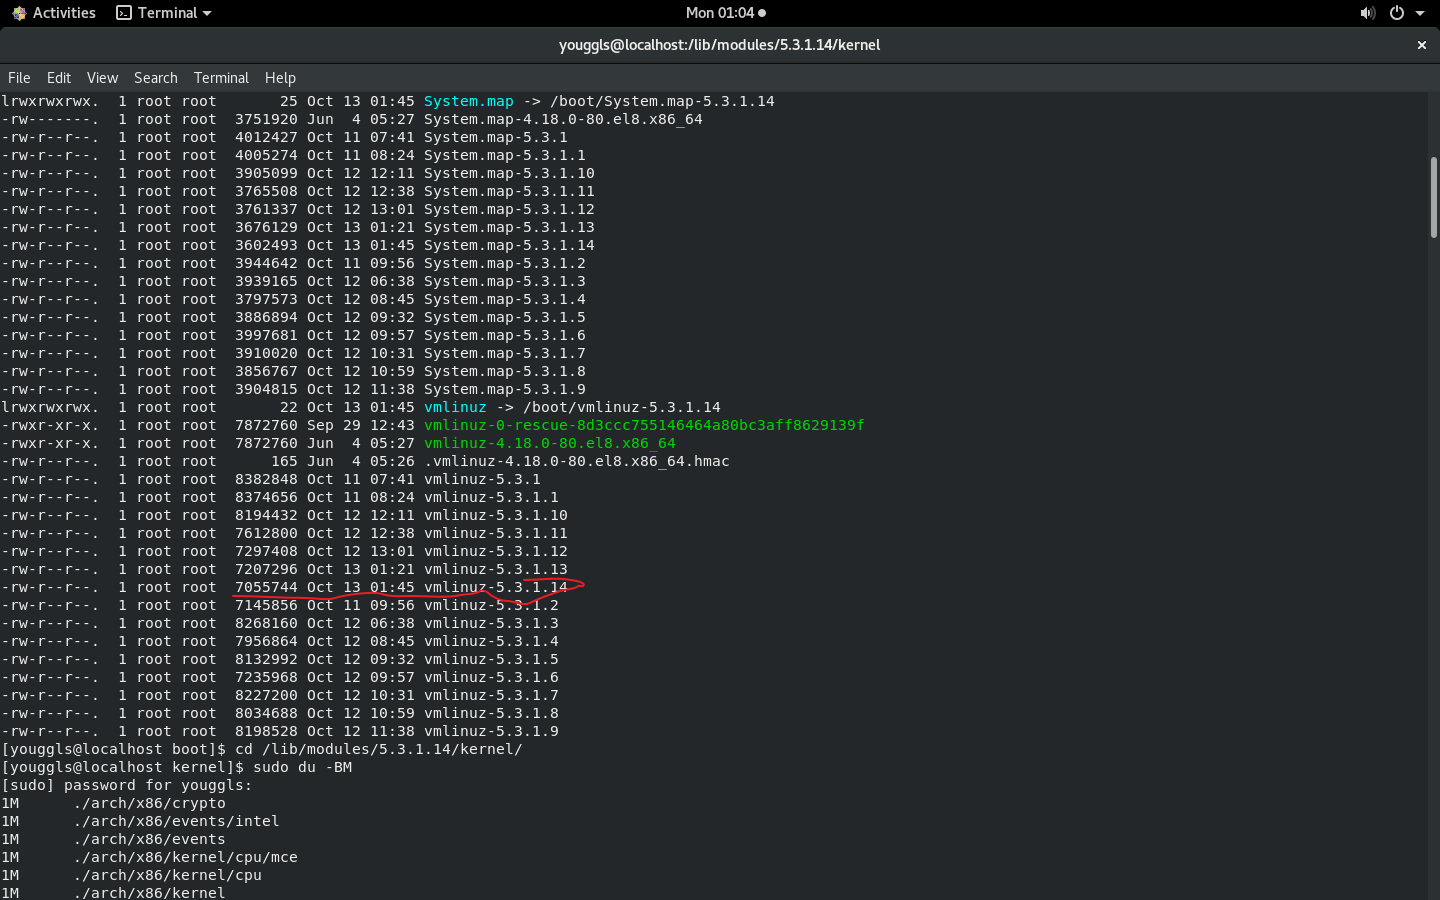 Activities Terminal Mon 01:04
youggls@localhost:/lib/modules/5.3.1.14/kernel
File Edit View Search Terminal Help
lrwxrwxrwx.  1 root root       25 Oct 13 01:45 System.map -> /boot/System.map-5.3.1.14
-rw-------.  1 root root  3751920 Jun  4 05:27 System.map-4.18.0-80.el8.x86_64
-rw-r--r--.  1 root root  4012427 Oct 11 07:41 System.map-5.3.1
-rw-r--r--.  1 root root  4005274 Oct 11 08:24 System.map-5.3.1.1
-rw-r--r--.  1 root root  3905099 Oct 12 12:11 System.map-5.3.1.10
-rw-r--r--.  1 root root  3765508 Oct 12 12:38 System.map-5.3.1.11
-rw-r--r--.  1 root root  3761337 Oct 12 13:01 System.map-5.3.1.12
-rw-r--r--.  1 root root  3676129 Oct 13 01:21 System.map-5.3.1.13
-rw-r--r--.  1 root root  3602493 Oct 13 01:45 System.map-5.3.1.14
-rw-r--r--.  1 root root  3944642 Oct 11 09:56 System.map-5.3.1.2
-rw-r--r--.  1 root root  3939165 Oct 12 06:38 System.map-5.3.1.3
-rw-r--r--.  1 root root  3797573 Oct 12 08:45 System.map-5.3.1.4
-rw-r--r--.  1 root root  3886894 Oct 12 09:32 System.map-5.3.1.5
-rw-r--r--.  1 root root  3997681 Oct 12 09:57 System.map-5.3.1.6
-rw-r--r--.  1 root root  3910020 Oct 12 10:31 System.map-5.3.1.7
-rw-r--r--.  1 root root  3856767 Oct 12 10:59 System.map-5.3.1.8
-rw-r--r--.  1 root root  3904815 Oct 12 11:38 System.map-5.3.1.9
lrwxrwxrwx.  1 root root       22 Oct 13 01:45 vmlinuz -> /boot/vmlinuz-5.3.1.14
-rwxr-xr-x.  1 root root  7872760 Sep 29 12:43 vmlinuz-0-rescue-8d3ccc755146464a80bc3aff8629139f
-rwxr-xr-x.  1 root root  7872760 Jun  4 05:27 vmlinuz-4.18.0-80.el8.x86_64
-rw-r--r--.  1 root root      165 Jun  4 05:26 .vmlinuz-4.18.0-80.el8.x86_64.hmac
-rw-r--r--.  1 root root  8382848 Oct 11 07:41 vmlinuz-5.3.1
-rw-r--r--.  1 root root  8374656 Oct 11 08:24 vmlinuz-5.3.1.1
-rw-r--r--.  1 root root  8194432 Oct 12 12:11 vmlinuz-5.3.1.10
-rw-r--r--.  1 root root  7612800 Oct 12 12:38 vmlinuz-5.3.1.11
-rw-r--r--.  1 root root  7297408 Oct 12 13:01 vmlinuz-5.3.1.12
-rw-r--r--.  1 root root  7207296 Oct 13 01:21 vmlinuz-5.3.1.13
-rw-r--r--.  1 root root  7055744 Oct 13 01:45 vmlinuz-5.3.1.14
-rw-r--r--.  1 root root  7145856 Oct 11 09:56 vmlinuz-5.3.1.2
-rw-r--r--.  1 root root  8268160 Oct 12 06:38 vmlinuz-5.3.1.3
-rw-r--r--.  1 root root  7956864 Oct 12 08:45 vmlinuz-5.3.1.4
-rw-r--r--.  1 root root  8132992 Oct 12 09:32 vmlinuz-5.3.1.5
-rw-r--r--.  1 root root  7235968 Oct 12 09:57 vmlinuz-5.3.1.6
-rw-r--r--.  1 root root  8227200 Oct 12 10:31 vmlinuz-5.3.1.7
-rw-r--r--.  1 root root  8034688 Oct 12 10:59 vmlinuz-5.3.1.8
-rw-r--r--.  1 root root  8198528 Oct 12 11:38 vmlinuz-5.3.1.9
[youggls@localhost boot]$ cd /lib/modules/5.3.1.14/kernel/
[youggls@localhost kernel]$ sudo du -BM
[sudo] password for youggls:
1M      ./arch/x86/crypto
1M      ./arch/x86/events/intel
1M      ./arch/x86/events
1M      ./arch/x86/kernel/cpu/mce
1M      ./arch/x86/kernel/cpu
1M      ./arch/x86/kernel